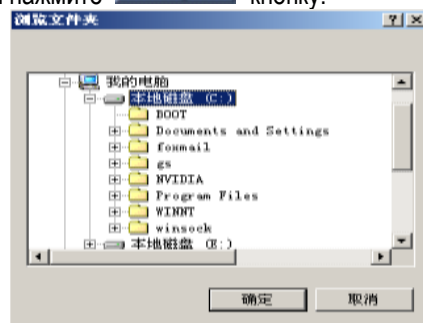 нажмите кнопку.
浏览文件夹
我的电脑
本地磁盘 (C:)
BOOT
Documents and Settings
foxmail
gs
NVIDIA
Program Files
WINNT
winsock
本地磁盘 (E:)
确定 取消